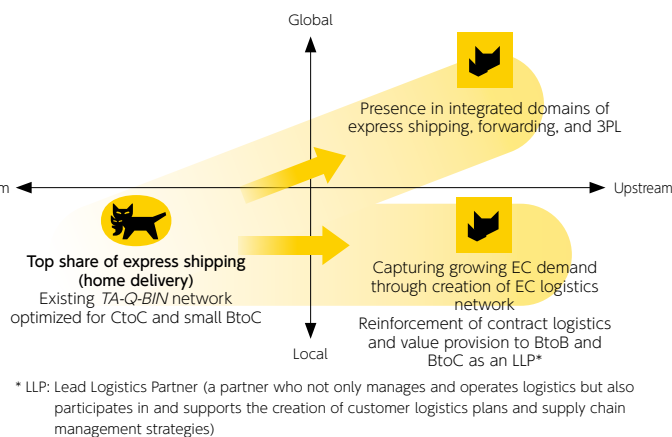 Global
Presence in integrated domains of
express shipping, forwarding, and 3PL
m
Upstream
Top share of express shipping
(home delivery)
Existing TA-Q-BIN network
optimized for CtoC and small BtoC
Capturing growing EC demand
through creation of EC logistics
network
Reinforcement of contract logistics
and value provision to BtoB and
BtoC as an LLP*
Local
* LLP: Lead Logistics Partner (a partner who not only manages and operates logistics but also
participates in and supports the creation of customer logistics plans and supply chain
management strategies)